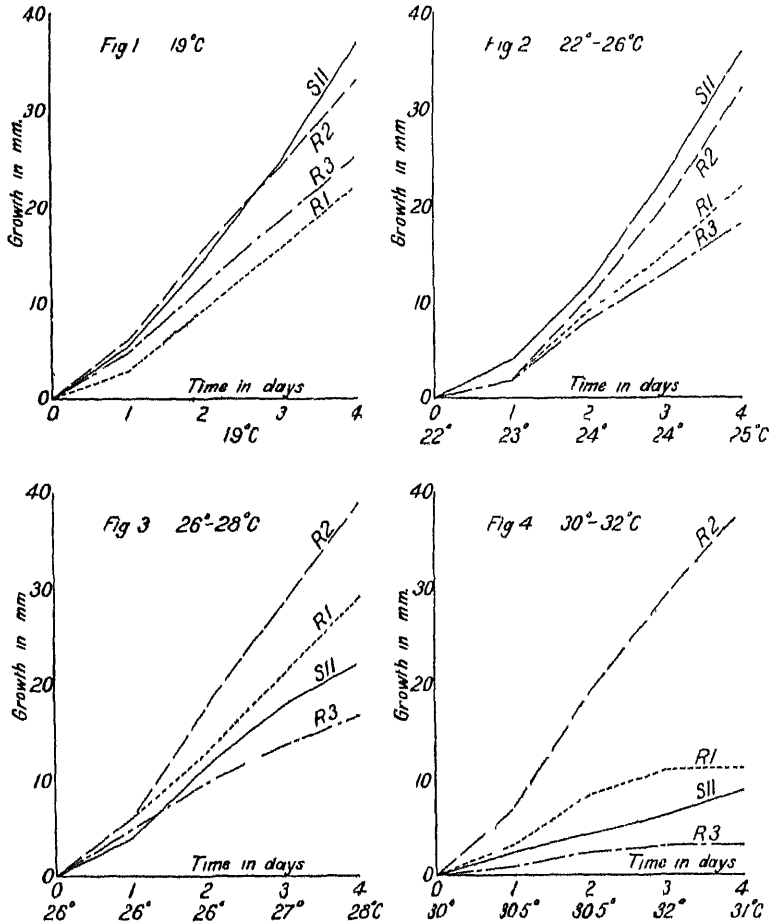 Fig 1 19°C
Growth in mm.
40
30
20
10
0
S11
R2
R3
R1
Time in days
0 1 2 3 4
19°C
Fig 2 22°-26°C
Growth in mm
40
30
20
10
0
S11
R2
R1
R3
Time in days
0 1 2 3 4
22° 23° 24° 24° 25°C
Fig 3 26°-28°C
Growth in mm
40
30
20
10
0
R2
R1
S11
R3
Time in days
0 1 2 3 4
26° 26° 26° 27° 28°C
Fig 4 30°-32°C
Growth in mm.
40
30
20
10
0
R2
R1
S11
R3
Time in days
0 1 2 3 4
30° 30.5° 30.5° 32° 31°C